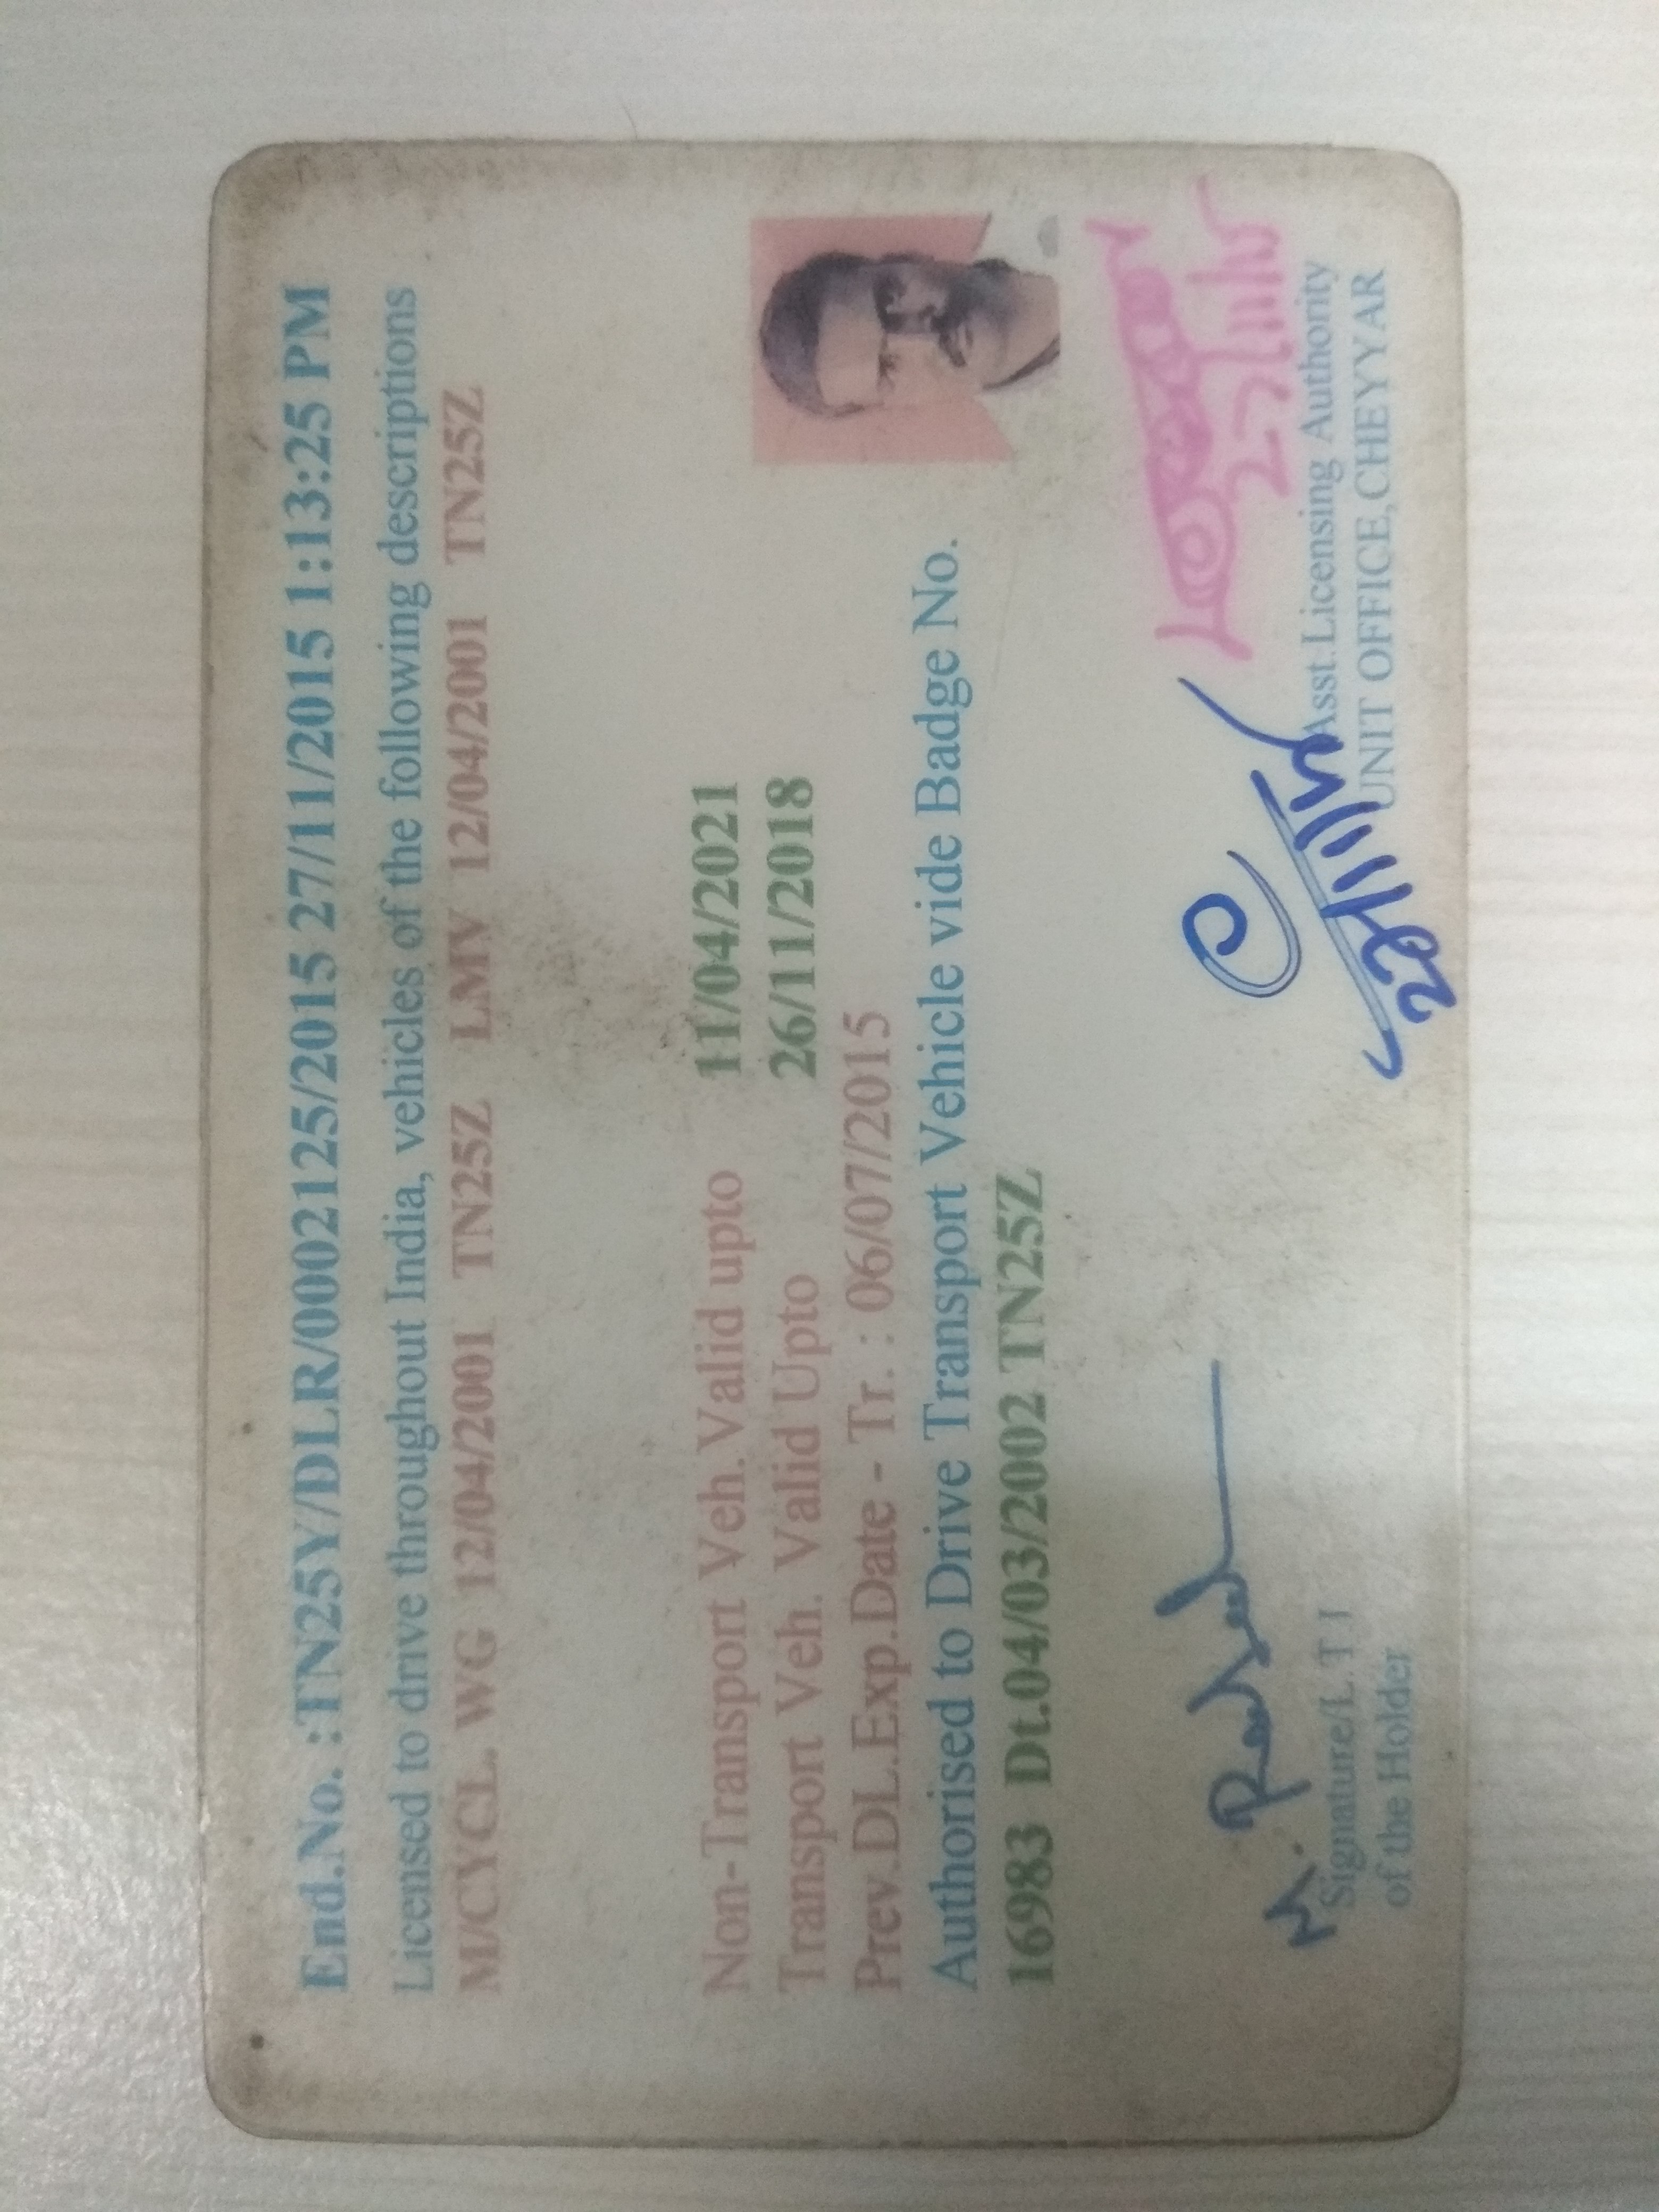 End.No. :TN25Y/DLR/0002125/2015 27/11/2015 1:13:25 PM
Licensed to drive throughout India, vehicles of the following descriptions
M/CYCL. WG 12/04/2001 TN25Z LMV 12/04/2001 TN25Z
Non-Transport Veh. Valid upto 11/04/2021
Transport Veh. Valid Upto 26/11/2018
Prev.DL.Exp.Date - Tr. : 06/07/2015
Authorised to Drive Transport Vehicle vide Badge No.
16983 Dt.04/03/2002 TN25Z
27/11/15
Signature/L T I
of the Holder
Asst.Licensing Authority
UNIT OFFICE,CHEYYAR